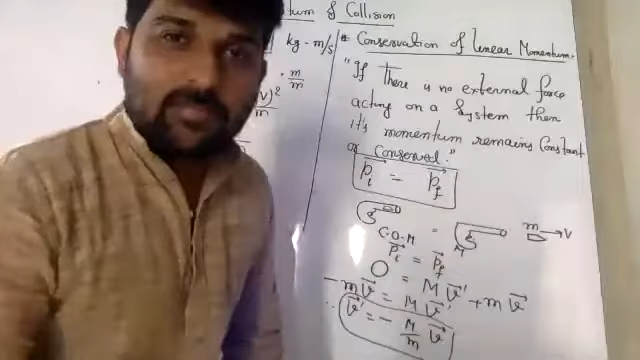 tum of Collision
kg-m/s
m/m
v)²/m
* Conservation of linear Momentum.
"If there is no external force
acting on a System then
it's momentum remains Constant
or conserved."
P⃗i = P⃗f
= m → v
M
C·O·M
P⃗i = P⃗f
0 = M v⃗' + m v⃗
- m v⃗ = M v⃗'
∴ v⃗' = - M/m v⃗